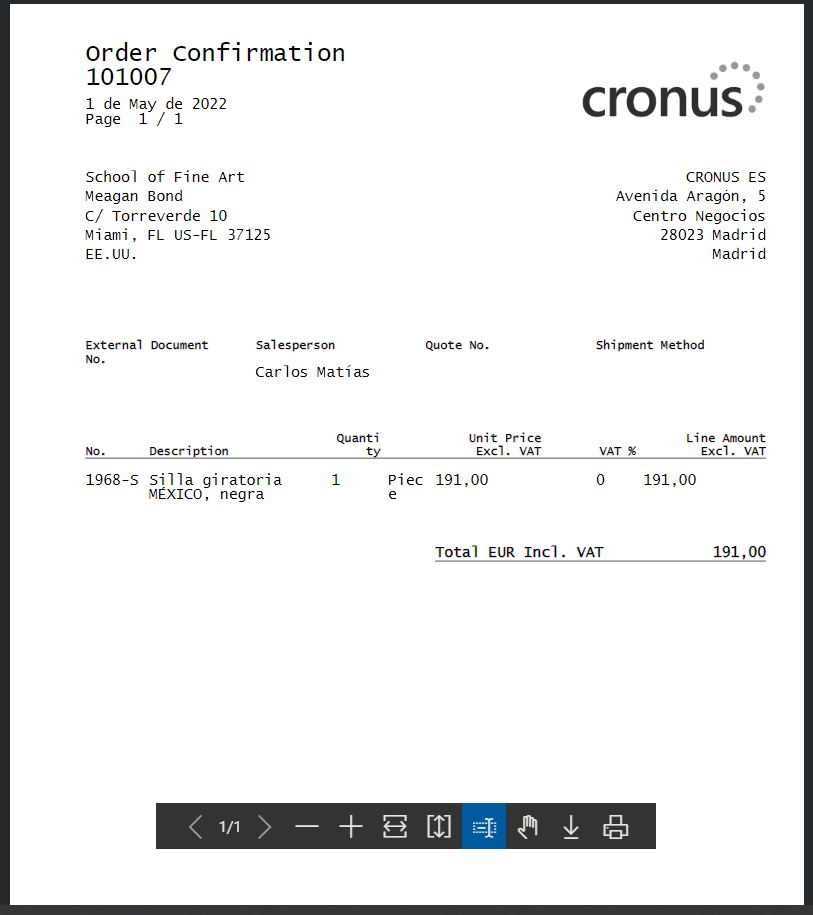 Order Confirmation
101007
1 de May de 2022
Page 1 / 1
cronus
School of Fine Art
Meagan Bond
C/ Torreverde 10
Miami, FL US-FL 37125
EE.UU.
CRONUS ES
Avenida Aragón, 5
Centro Negocios
28023 Madrid
Madrid
External Document
No.
Salesperson
Carlos Matías
Quote No.
Shipment Method
No. Description Quanti
ty Unit Price
Excl. VAT VAT % Line Amount
Excl. VAT
1968-S Silla giratoria 1 Piec 191,00 0 191,00
MÉXICO, negra e
Total EUR Incl. VAT 191,00
1/1